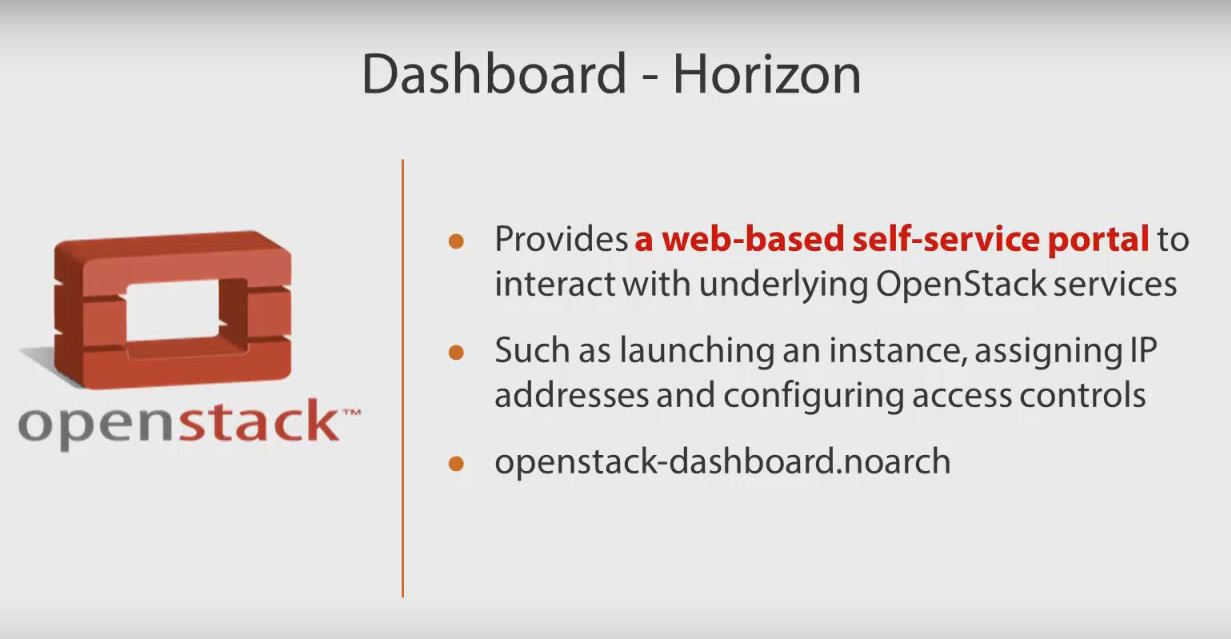 Dashboard - Horizon
openstack™
Provides a web-based self-service portal to
interact with underlying OpenStack services
Such as launching an instance, assigning IP
addresses and configuring access controls
openstack-dashboard.noarch